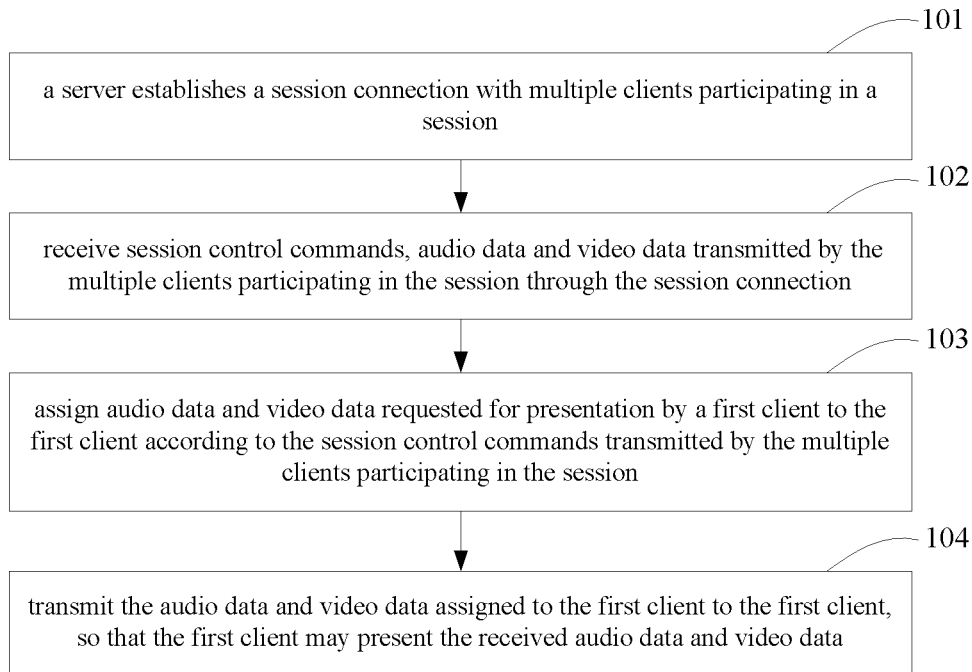 101
a server establishes a session connection with multiple clients participating in a
session
102
receive session control commands, audio data and video data transmitted by the
multiple clients participating in the session through the session connection
103
assign audio data and video data requested for presentation by a first client to the
first client according to the session control commands transmitted by the multiple
clients participating in the session
104
transmit the audio data and video data assigned to the first client to the first client,
so that the first client may present the received audio data and video data